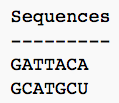 Sequences
---------
GATTACA
GCATGCU